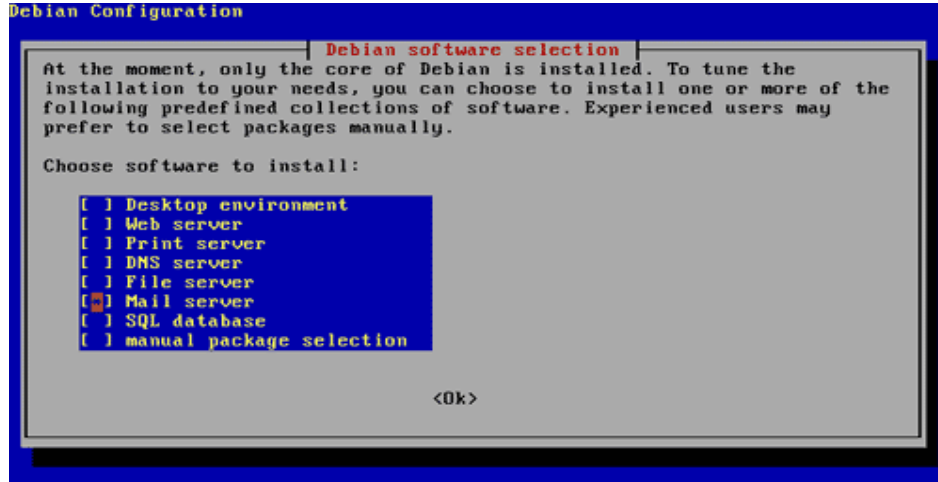 Debian Configuration
Debian software selection
At the moment, only the core of Debian is installed. To tune the
installation to your needs, you can choose to install one or more of the
following predefined collections of software. Experienced users may
prefer to select packages manually.
Choose software to install:
[ ] Desktop environment
[ ] Web server
[ ] Print server
[ ] DNS server
[ ] File server
[*] Mail server
[ ] SQL database
[ ] manual package selection
<Ok>